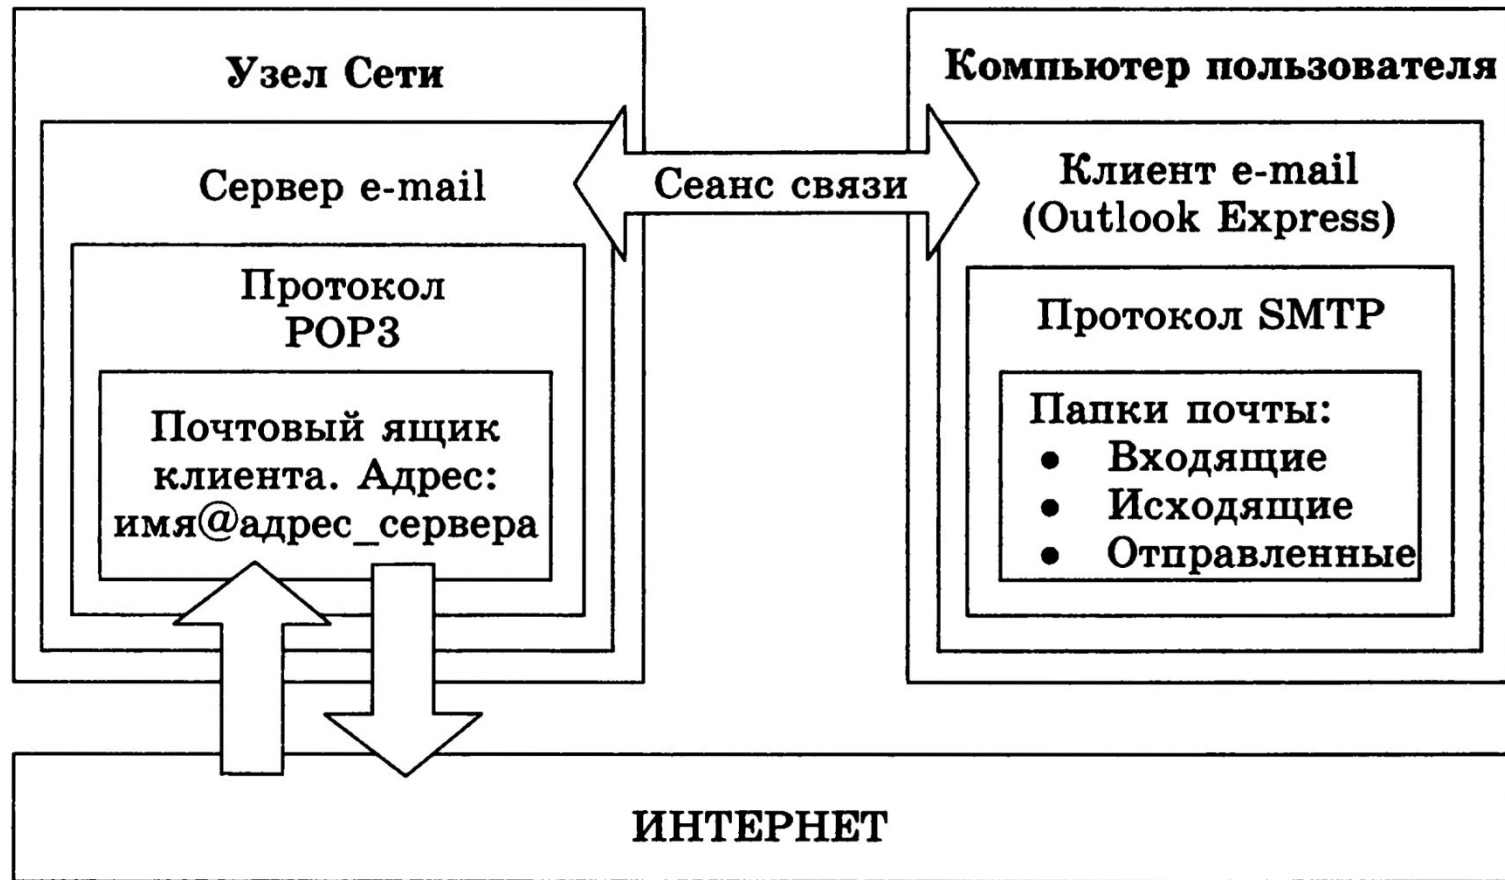 Узел Сети
Сервер e-mail
Протокол
POP3
Почтовый ящик
клиента. Адрес:
имя@адрес_сервера
Сеанс связи
Компьютер пользователя
Клиент e-mail
(Outlook Express)
Протокол SMTP
Папки почты:
• Входящие
• Исходящие
• Отправленные
ИНТЕРНЕТ